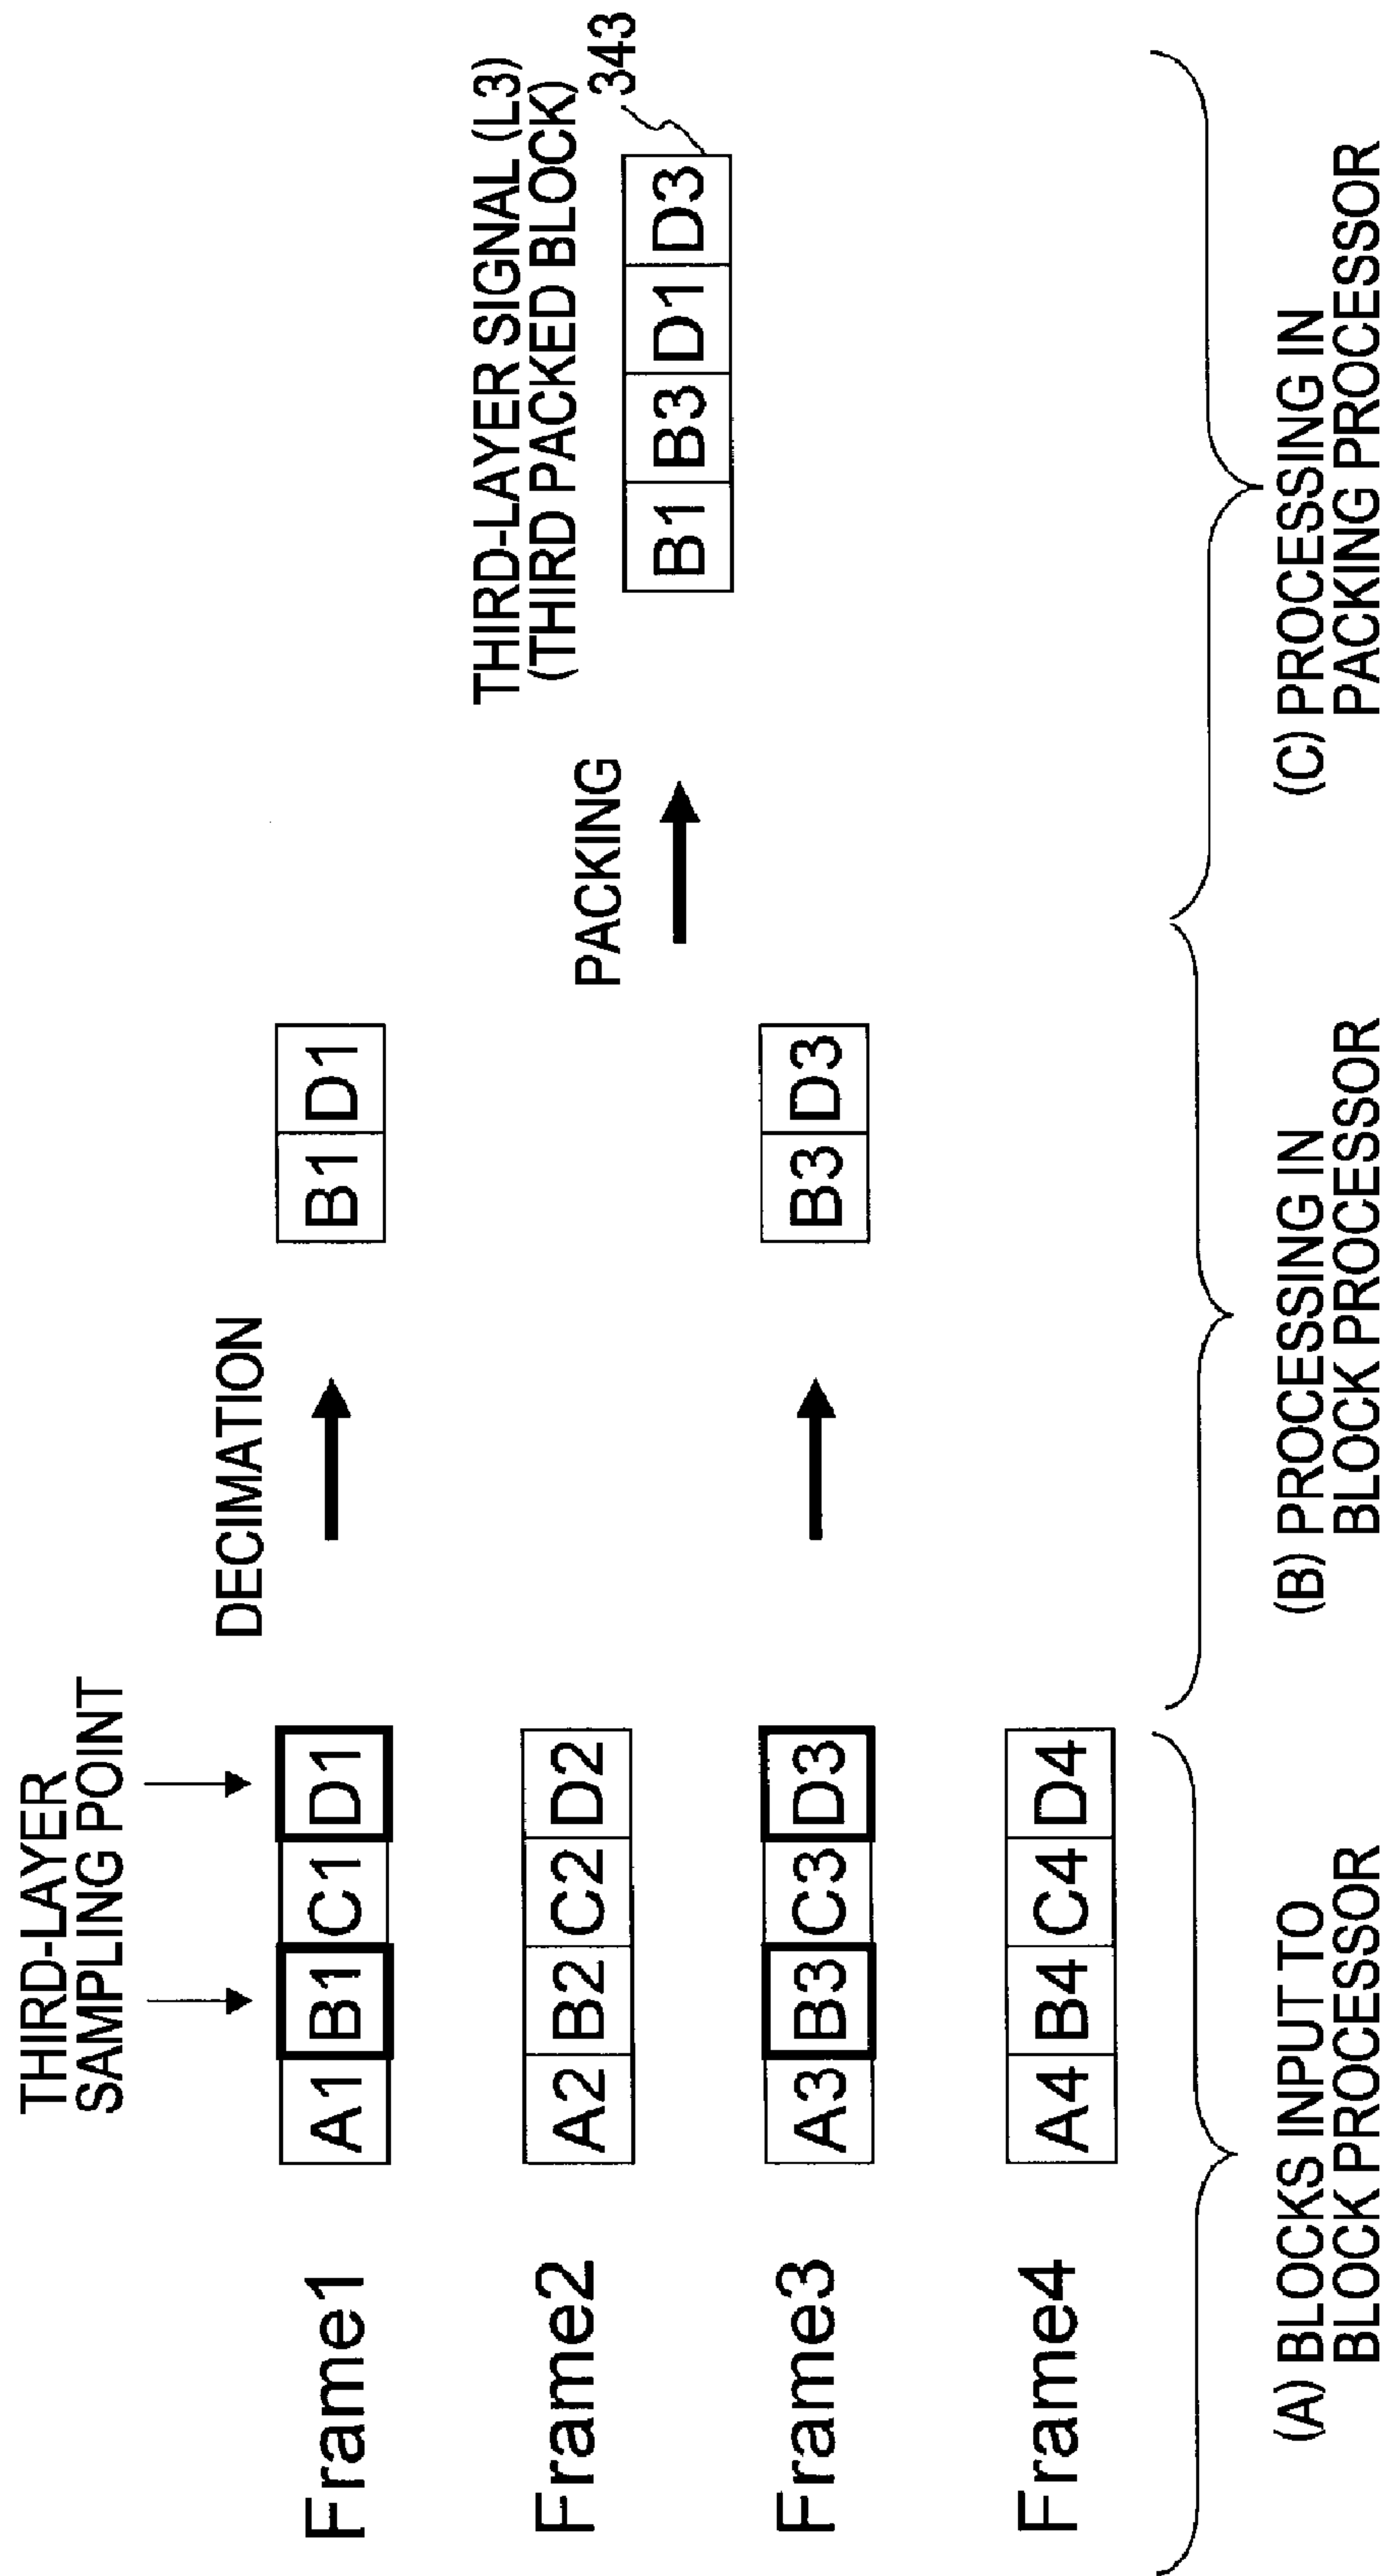 THIRD-LAYER
SAMPLING POINT
DECIMATION
Frame1
A1 B1 C1 D1
B1 D1
Frame2
A2 B2 C2 D2
THIRD-LAYER SIGNAL (L3)
(THIRD PACKED BLOCK)
343
PACKING
B1 B3 D1 D3
Frame3
A3 B3 C3 D3
B3 D3
Frame4
A4 B4 C4 D4
(A) BLOCKS INPUT TO
BLOCK PROCESSOR
(B) PROCESSING IN
BLOCK PROCESSOR
(C) PROCESSING IN
PACKING PROCESSOR